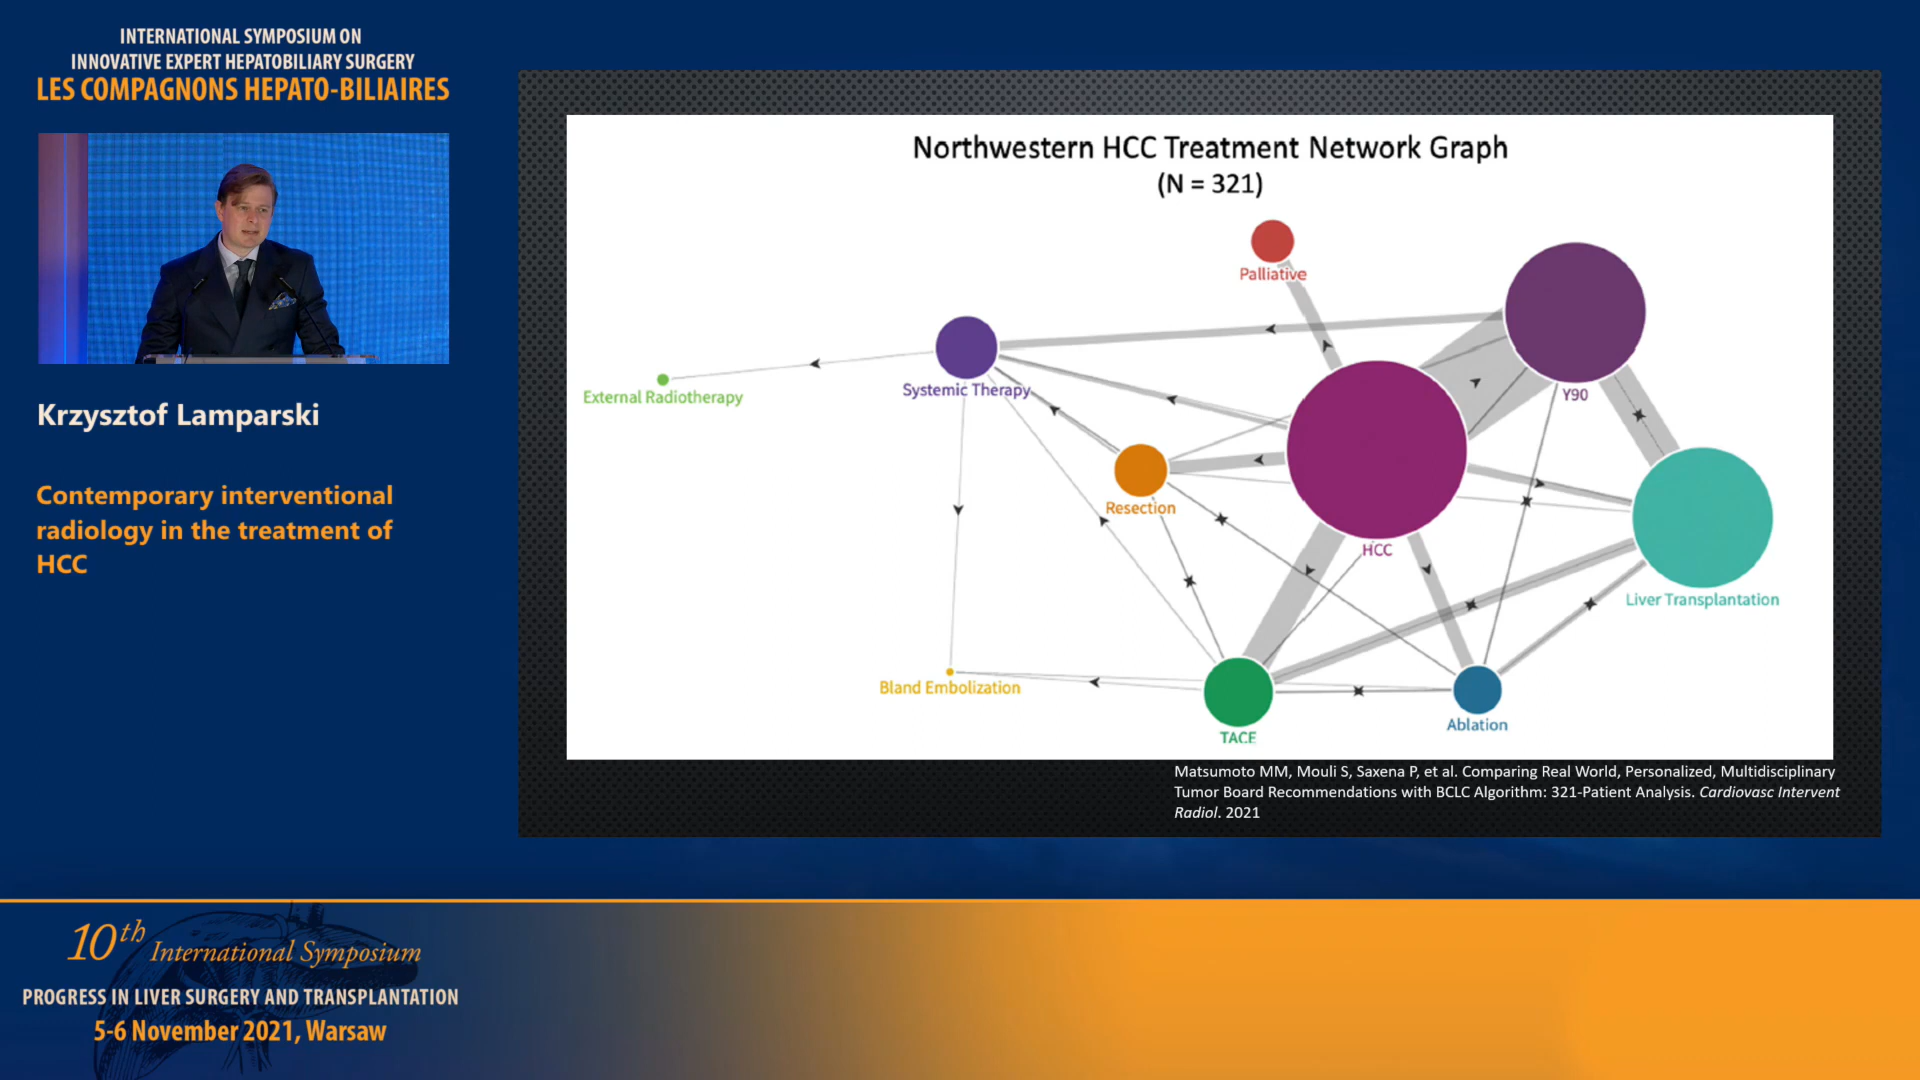 INTERNATIONAL SYMPOSIUM ON
INNOVATIVE EXPERT HEPATOBILIARY SURGERY
LES COMPAGNONS HEPATO-BILIAIRES
Krzysztof Lamparski
Contemporary interventional
radiology in the treatment of
HCC
Northwestern HCC Treatment Network Graph
(N = 321)
Palliative
Y90
Systemic Therapy
External Radiotherapy
Resection
HCC
Liver Transplantation
Bland Embolization
TACE
Ablation
Matsumoto MM, Mouli S, Saxena P, et al. Comparing Real World, Personalized, Multidisciplinary
Tumor Board Recommendations with BCLC Algorithm: 321-Patient Analysis. Cardiovasc Intervent
Radiol. 2021
10th International Symposium
PROGRESS IN LIVER SURGERY AND TRANSPLANTATION
5-6 November 2021, Warsaw